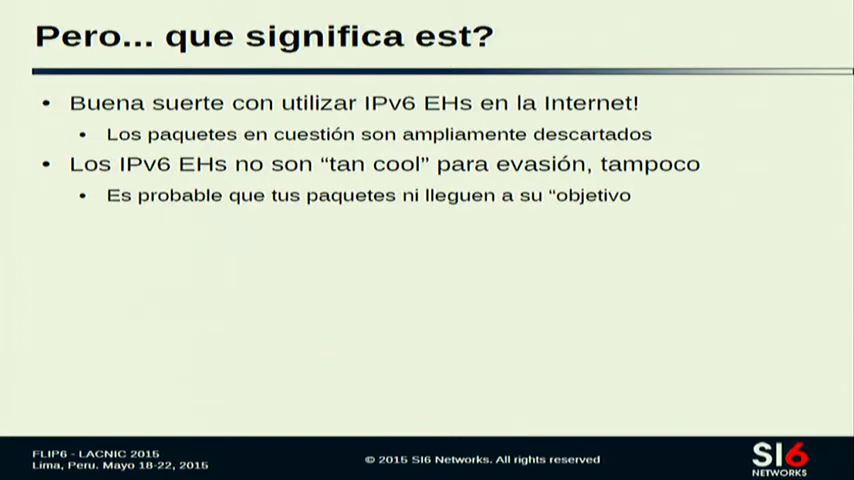 Pero... que significa est?
• Buena suerte con utilizar IPv6 EHs en la Internet!
• Los paquetes en cuestión son ampliamente descartados
• Los IPv6 EHs no son “tan cool” para evasión, tampoco
• Es probable que tus paquetes ni lleguen a su “objetivo
FLIP6 - LACNIC 2015
Lima, Peru. Mayo 18-22, 2015
© 2015 SI6 Networks. All rights reserved
SI6
NETWORKS